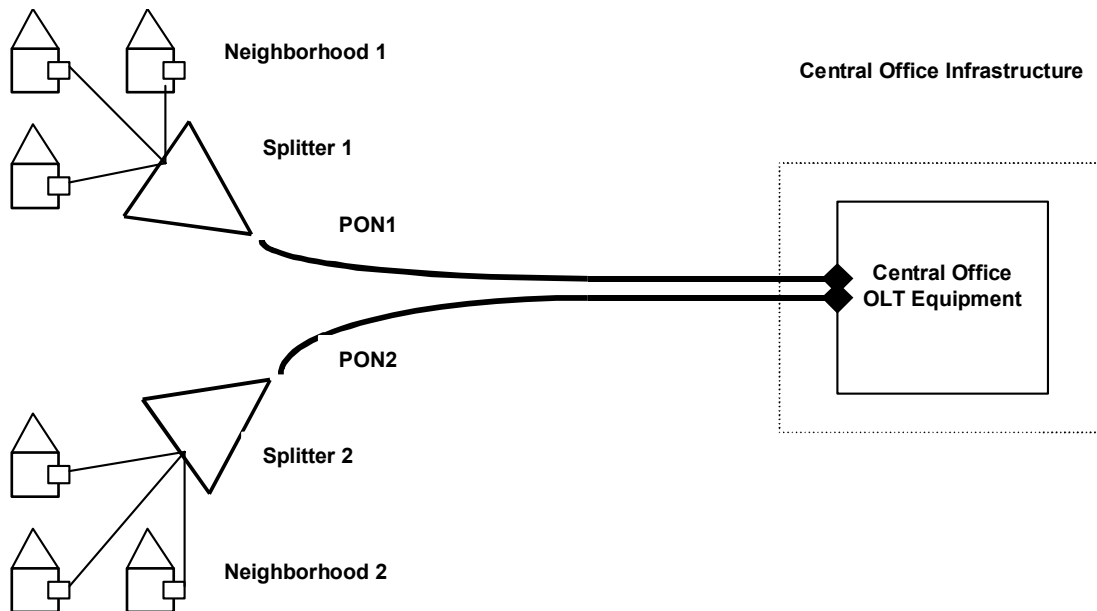 Neighborhood 1
Central Office Infrastructure
Splitter 1
PON1
Central Office
OLT Equipment
PON2
Splitter 2
Neighborhood 2